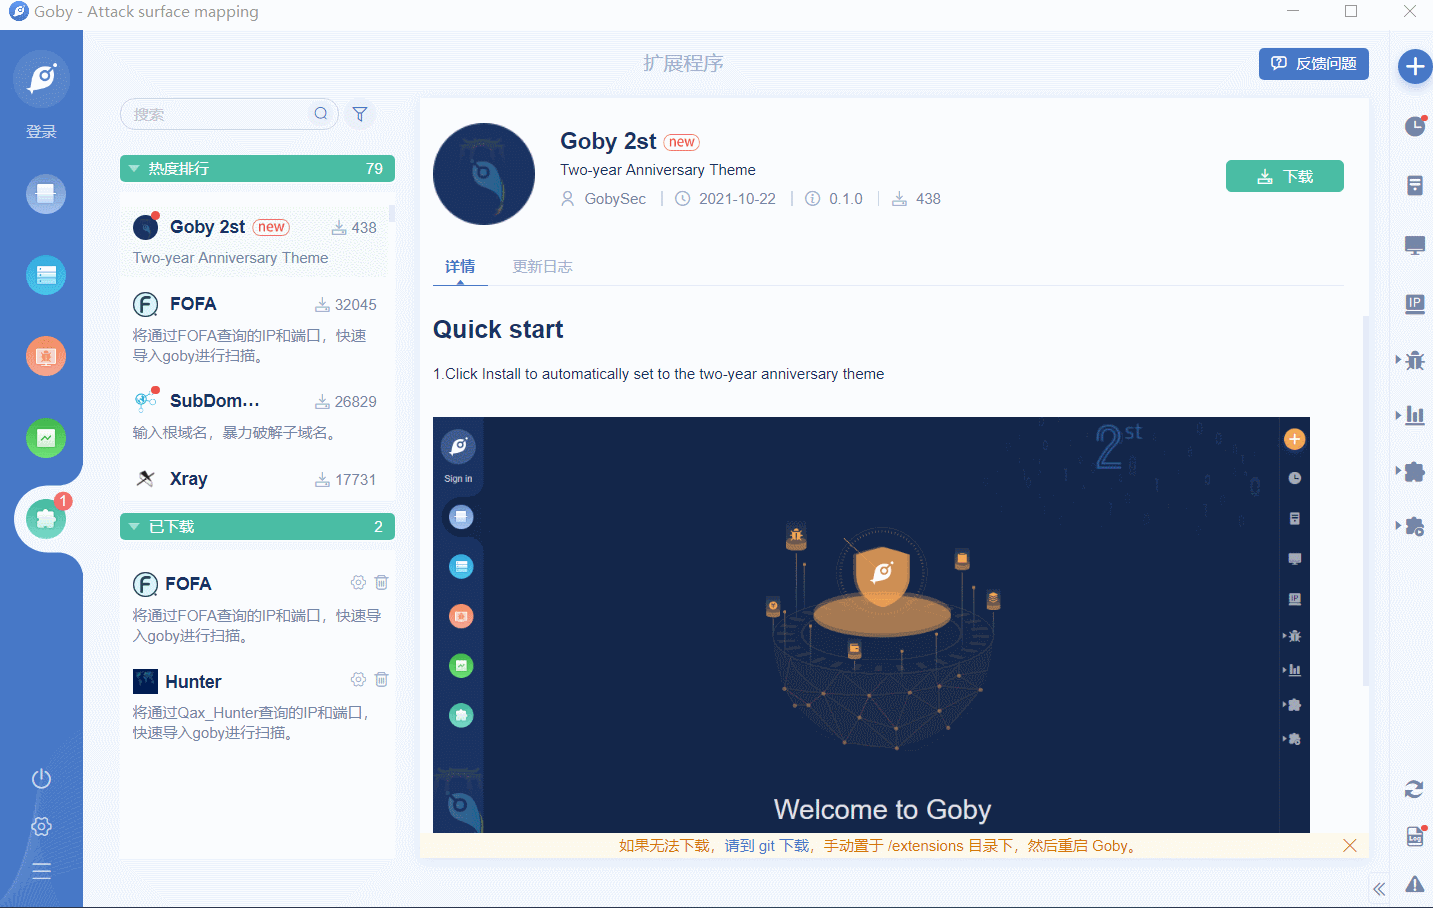 Goby - Attack surface mapping
登录
扩展程序
反馈问题
搜索
热度排行 79
Goby 2st new 438
Two-year Anniversary Theme
FOFA 32045
将通过FOFA查询的IP和端口，快速
导入goby进行扫描。
SubDom... 26829
输入根域名，暴力破解子域名。
Xray 17731
1
已下载 2
FOFA
将通过FOFA查询的IP和端口，快速导
入goby进行扫描。
Hunter
将通过Qax_Hunter查询的IP和端口，
快速导入goby进行扫描。
Goby 2st new
Two-year Anniversary Theme
GobySec 2021-10-22 0.1.0 438
下载
详情 更新日志
Quick start
1.Click Install to automatically set to the two-year anniversary theme
2st
Sign in
IP
Welcome to Goby
如果无法下载，请到 git 下载，手动置于 /extensions 目录下，然后重启 Goby。
IP
LOG